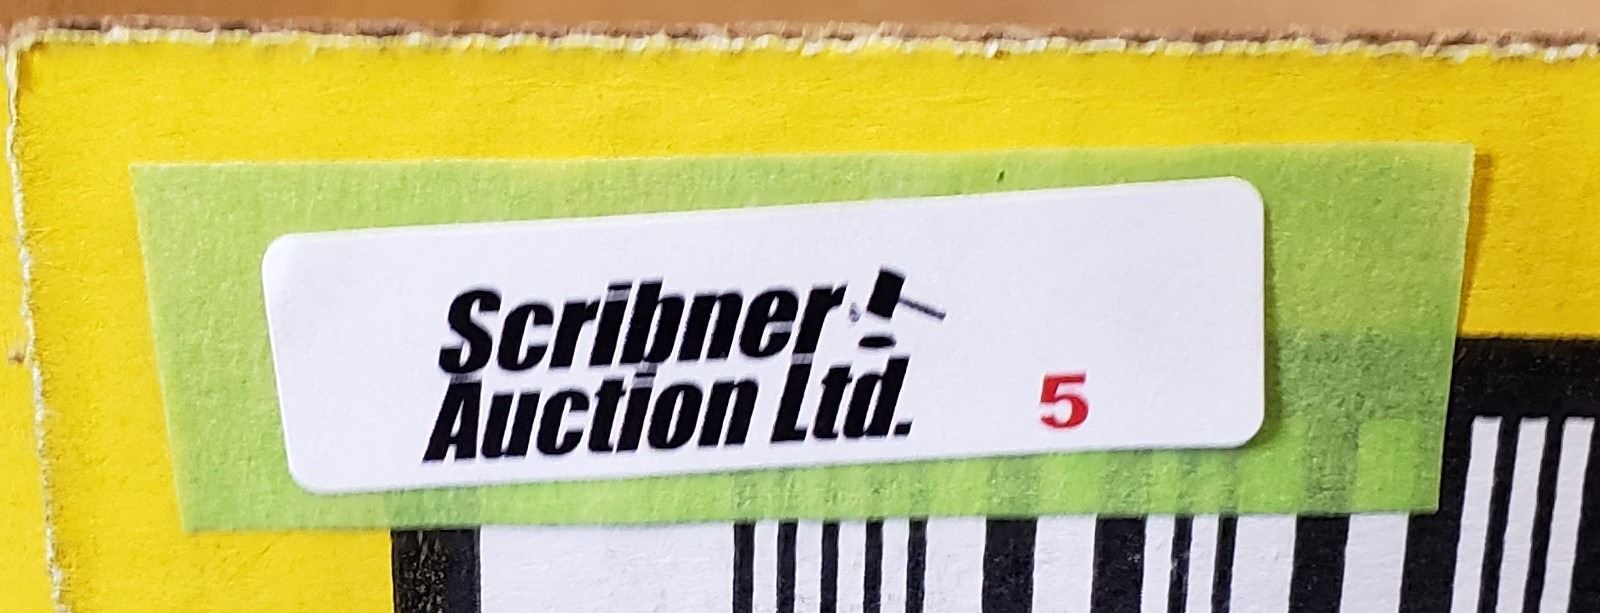 Scribner
Auction Ltd.
5